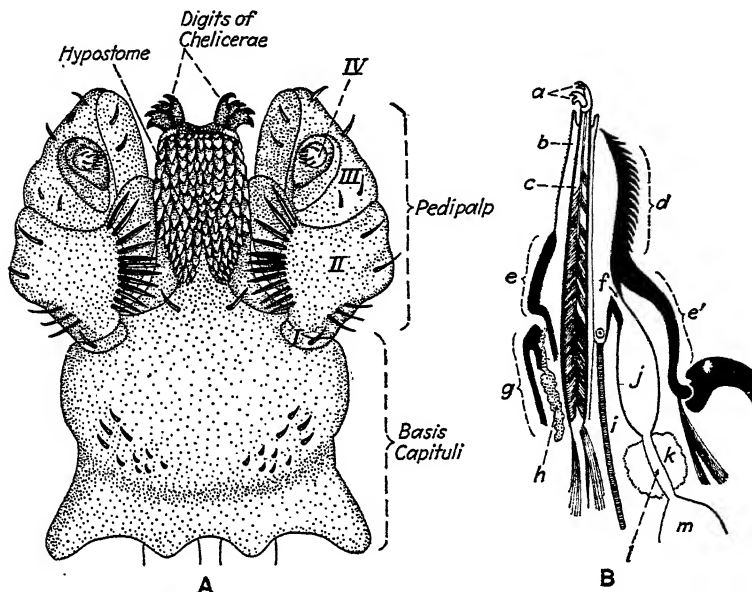 Digits of
Chelicerae
Hypostome
IV
III
Pedipalp
II
I
Basis
Capituli
A
a
b
c
d
e
f
e'
g
j
i
h
k
l
m
B